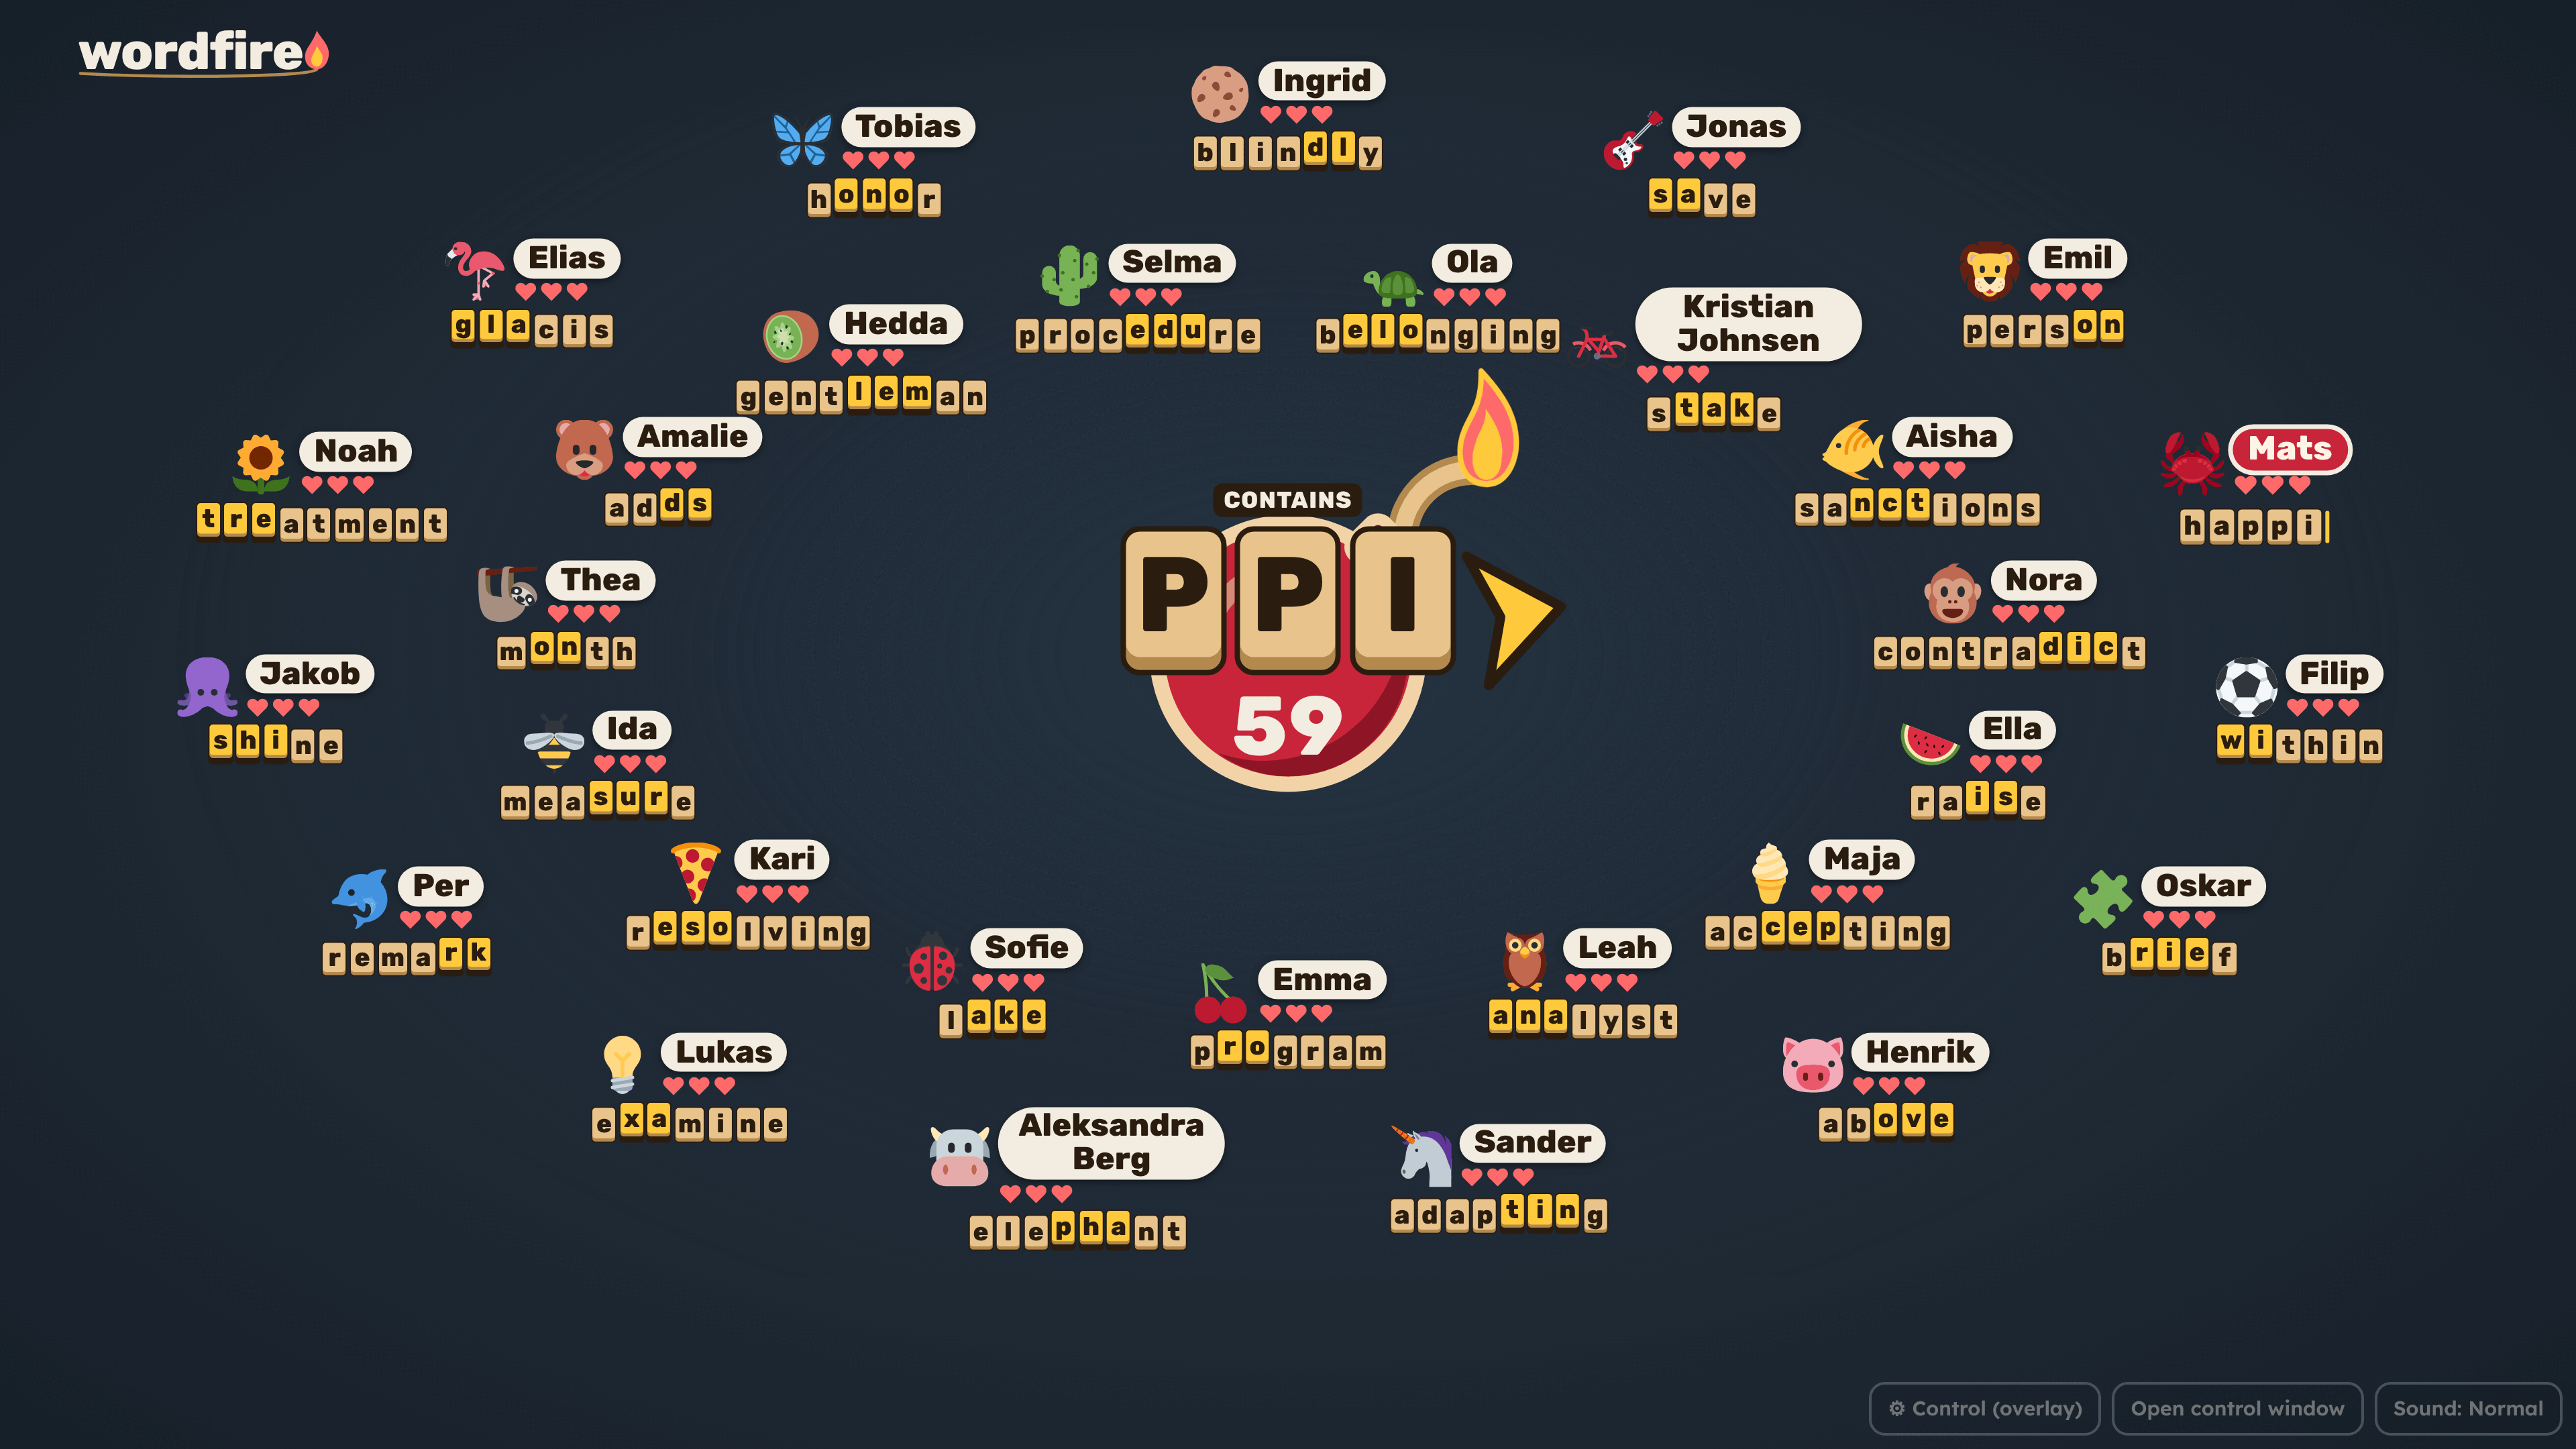 wordfire
Ingrid
blindly
Tobias
honor
Jonas
save
Elias
glacis
Selma
procedure
Ola
belonging
Emil
person
Hedda
gentleman
Kristian
Johnsen
stake
Noah
treatment
Amalie
adds
Aisha
sanctions
Mats
happi
CONTAINS
PPI
59
Thea
month
Nora
contradict
Jakob
shine
Filip
within
Ida
measure
Ella
raise
Kari
resolving
Maja
accepting
Per
remark
Oskar
brief
Sofie
lake
Emma
program
Leah
analyst
Lukas
examine
Henrik
above
Aleksandra
Berg
elephant
Sander
adapting
⚙ Control (overlay)
Open control window
Sound: Normal